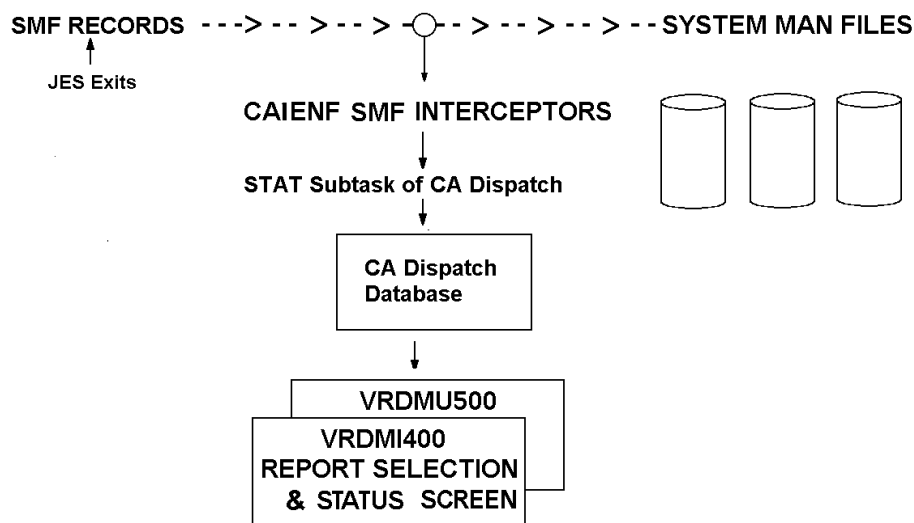 SMF RECORDS
SYSTEM MAN FILES
JES Exits
CAIENF SMF INTERCEPTORS
STAT Subtask of CA Dispatch
CA Dispatch
Database
VRDMU500
VRDMI400
REPORT SELECTION
& STATUS SCREEN